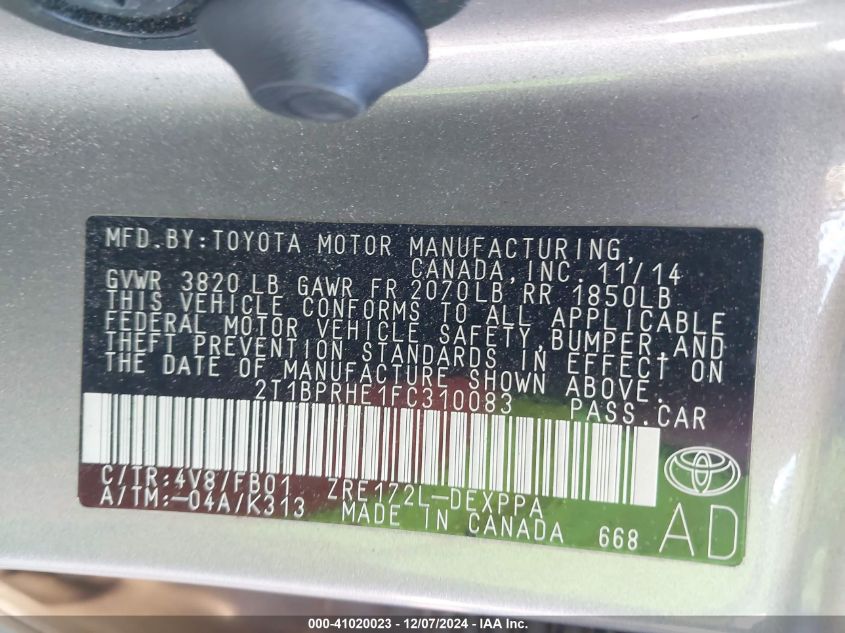 MFD.BY:TOYOTA MOTOR MANUFACTURING,
CANADA,INC. 11/14
GVWR 3820 LB GAWR FR 2070LB RR 1850LB
THIS VEHICLE CONFORMS TO ALL APPLICABLE
FEDERAL MOTOR VEHICLE SAFETY,BUMPER,AND
THEFT PREVENTION STANDARDS IN EFFECT ON
THE DATE OF MANUFACTURE SHOWN ABOVE.
2T1BPRHE1FC310083 PASS.CAR
C/TR:4V8/FB01 ZRE172L-DEXPPA
A/TM:-04A/K313 MADE IN CANADA 668 AD
000-41020023 - 12/07/2024 - IAA Inc.